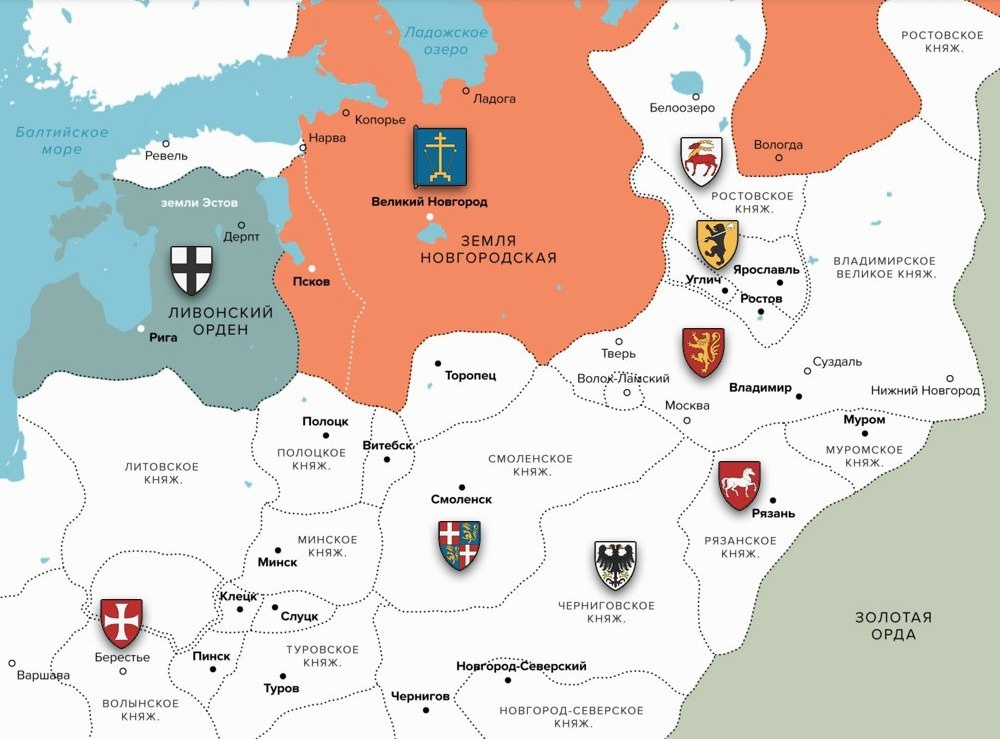 Ладожское
озеро
РОСТОВСКОЕ
КНЯЖ.
Ладога
Белоозеро
Копорье
Балтийское
море
Нарва
Ревель
Вологда
земли Эстов
Великий Новгород
РОСТОВСКОЕ
КНЯЖ.
Дерпт
ЗЕМЛЯ
НОВГОРОДСКАЯ
ВЛАДИМИРСКОЕ
ВЕЛИКОЕ КНЯЖ.
Псков
Углич
Ярославль
Ростов
ЛИВОНСКИЙ
ОРДЕН
Рига
Тверь
Торопец
Волок-Ламский
Суздаль
Владимир
Нижний Новгород
Москва
Полоцк
Муром
ПОЛОЦКОЕ
КНЯЖ.
Витебск
МУРОМСКОЕ
КНЯЖ.
ЛИТОВСКОЕ
КНЯЖ.
СМОЛЕНСКОЕ
КНЯЖ.
Смоленск
Рязань
РЯЗАНСКОЕ
КНЯЖ.
МИНСКОЕ
КНЯЖ.
Минск
Клецк
Слуцк
ЧЕРНИГОВСКОЕ
КНЯЖ.
ЗОЛОТАЯ
ОРДА
Берестье
Варшава
Пинск
ТУРОВСКОЕ
КНЯЖ.
Туров
Новгород-Северский
Чернигов
ВОЛЫНСКОЕ
КНЯЖ.
НОВГОРОД-СЕВЕРСКОЕ
КНЯЖ.